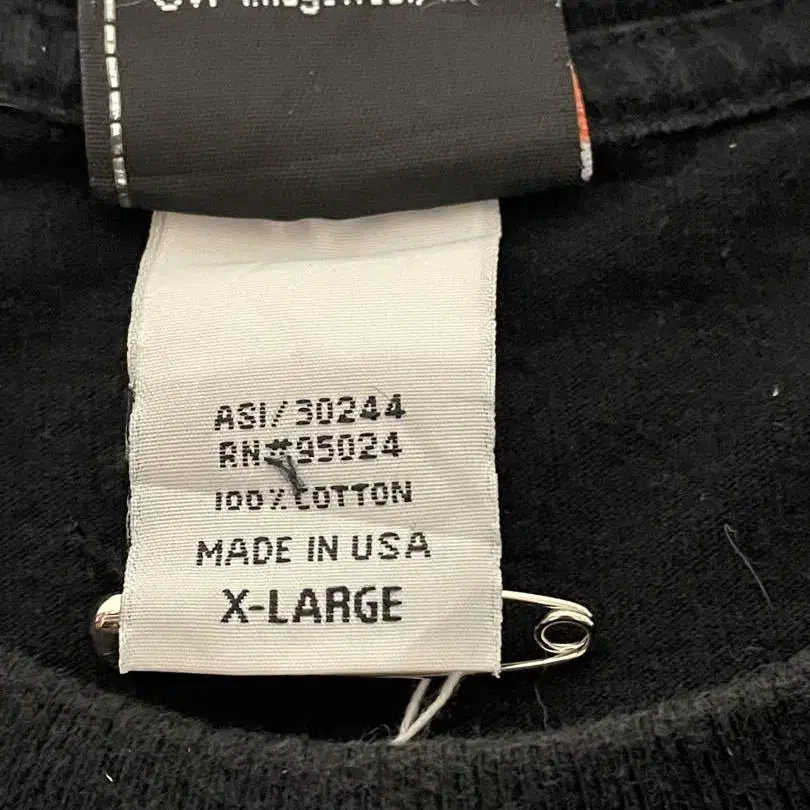 ASI/30244
RN#95024
100% COTTON
MADE IN USA
X-LARGE